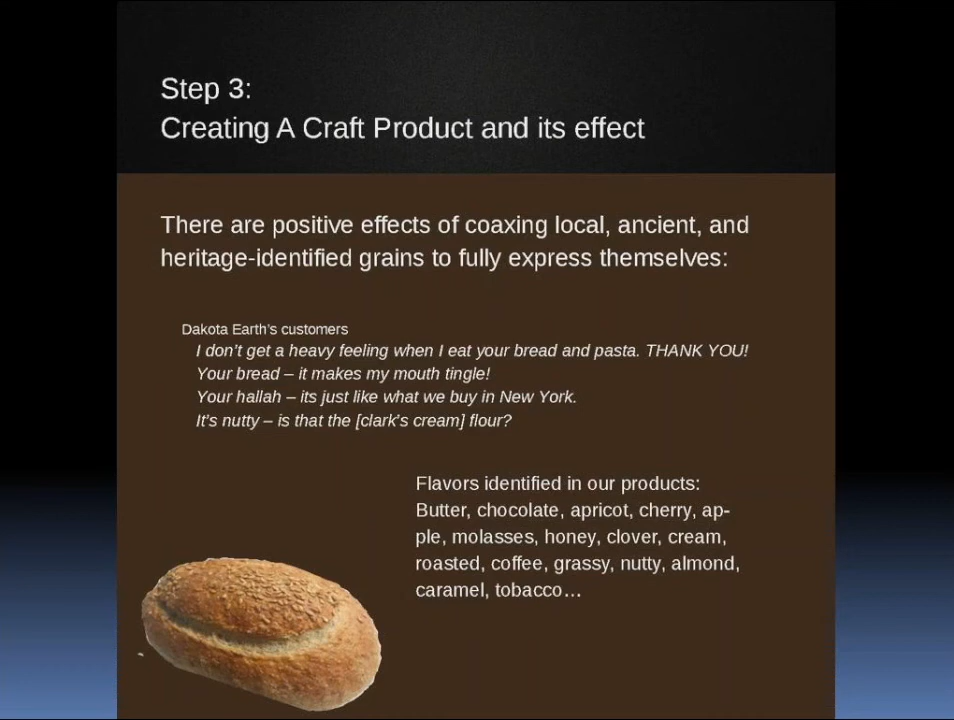 Step 3:
Creating A Craft Product and its effect
There are positive effects of coaxing local, ancient, and
heritage-identified grains to fully express themselves:
Dakota Earth's customers
I don't get a heavy feeling when I eat your bread and pasta. THANK YOU!
Your bread – it makes my mouth tingle!
Your hallah – its just like what we buy in New York.
It's nutty – is that the [clark's cream] flour?
Flavors identified in our products:
Butter, chocolate, apricot, cherry, ap-
ple, molasses, honey, clover, cream,
roasted, coffee, grassy, nutty, almond,
caramel, tobacco…